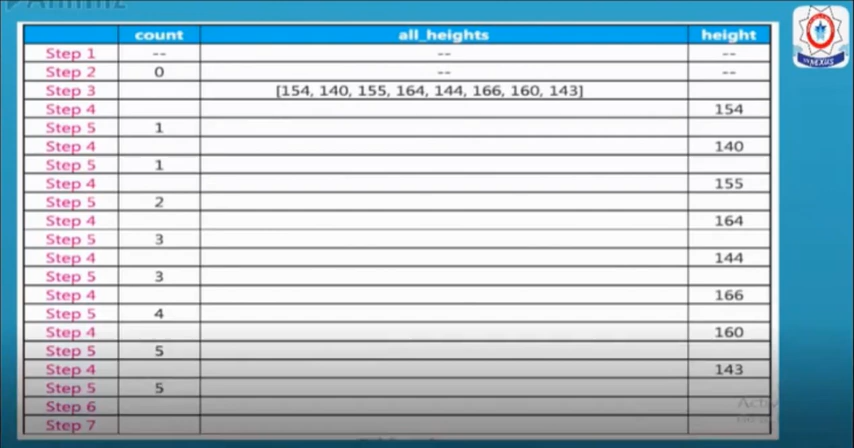 count all_heights height
Step 1 -- -- --
Step 2 0 -- --
Step 3 [154, 140, 155, 164, 144, 166, 160, 143]
Step 4 154
Step 5 1
Step 4 140
Step 5 1
Step 4 155
Step 5 2
Step 4 164
Step 5 3
Step 4 144
Step 5 3
Step 4 166
Step 5 4
Step 4 160
Step 5 5
Step 4 143
Step 5 5
Step 6
Step 7